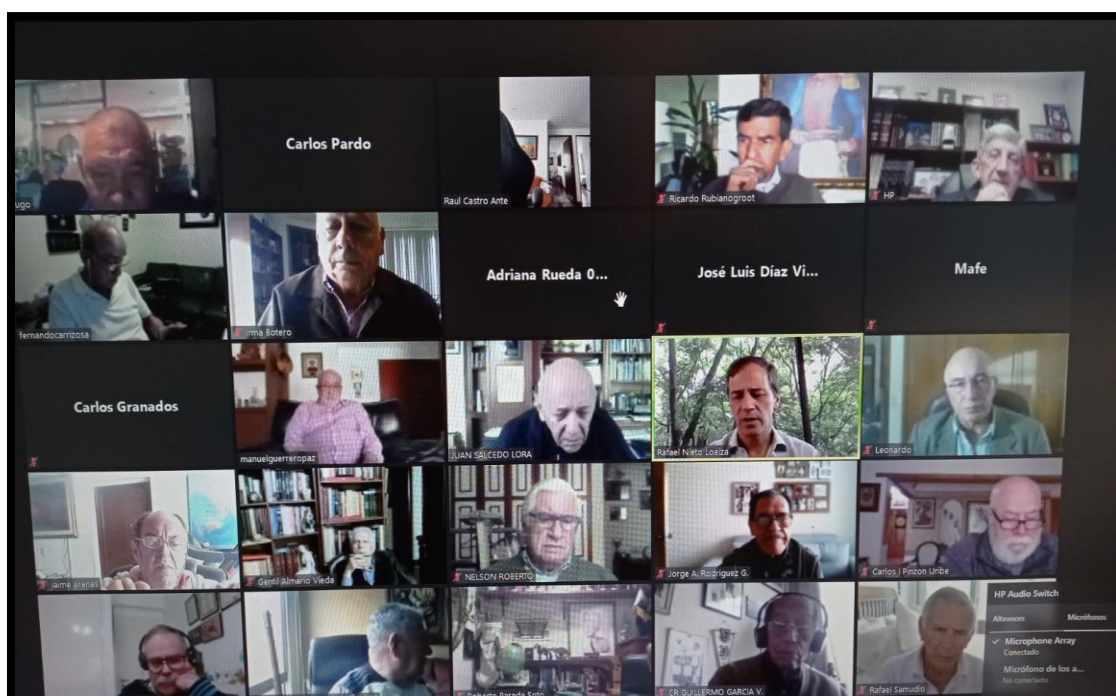 ugo
Carlos Pardo
Raul Castro Ante
Ricardo Rubianogroot
HP
fernandocarrizosa
Irma Botero
Adriana Rueda 0...
José Luis Díaz Vi...
Mafe
Carlos Granados
manuelguerreropaz
JUAN SALCEDO LORA
Rafael Nieto Loaiza
Leonardo
jaime arenas
Gentil Almario Vieda
NELSON ROBERTO
Jorge A. Rodriguez G.
Carlos I Pinzon Uribe
Roberto Parada Soto
CR GUILLERMO GARCIA V.
Rafael Samudio
HP Audio Switch
Altavoces Micrófonos
Microphone Array
Conectado
Micrófono de los a...
No conectado